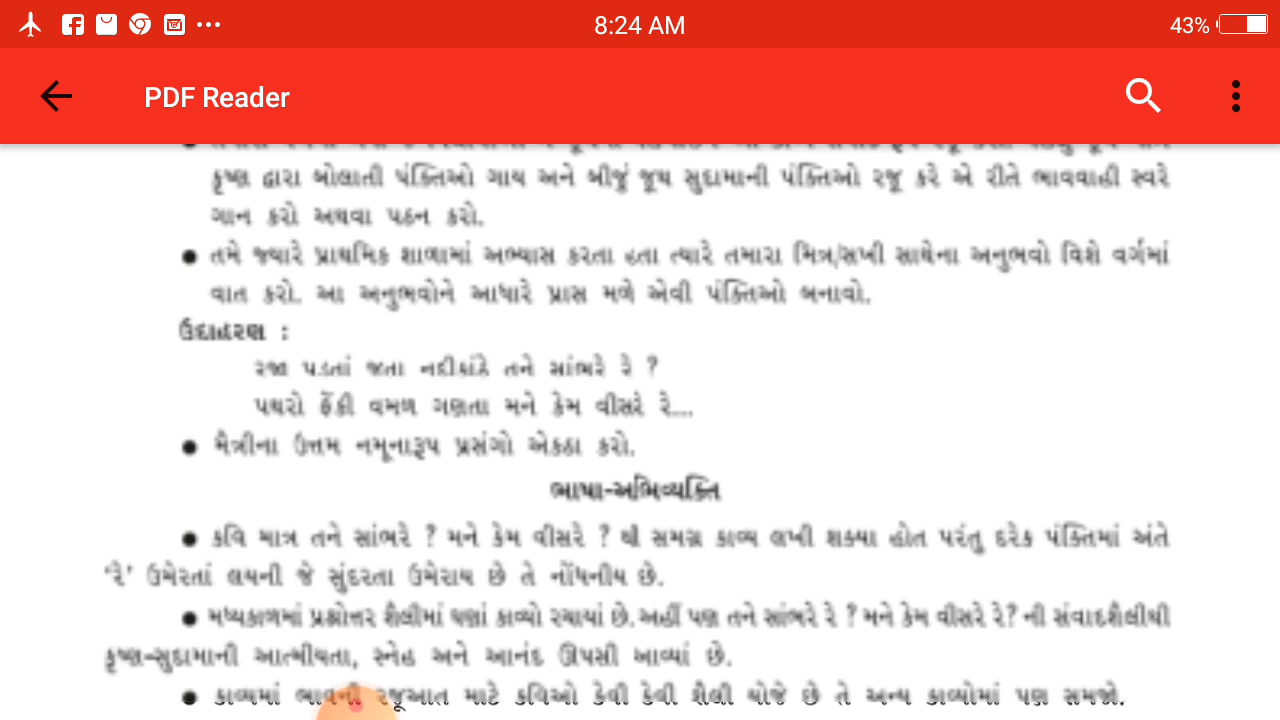 8:24 AM
43%
PDF Reader
કૃષ્ણ દ્વારા બોલાતી પંક્તિઓ ગાય અને બીજું જૂથ સુદામાની પંક્તિઓ રજૂ કરે એ રીતે ભાવવાહી સ્વરે
ગાન કરો અથવા પઠન કરો.
● તમે જ્યારે પ્રાથમિક શાળામાં અભ્યાસ કરતા હતા ત્યારે તમારા મિત્ર/સખી સાથેના અનુભવો વિશે વર્ગમાં
વાત કરો. આ અનુભવોને આધારે પ્રાસ મળે એવી પંક્તિઓ બનાવો.
ઉદાહરણ :
રજા પડતાં જતા નદીકાંઠે તને સાંભરે રે ?
પથરો ફેંકી વમળ ગણતા મને કેમ વીસરે રે...
● મૈત્રીના ઉત્તમ નમૂનારૂપ પ્રસંગો એકઠા કરો.
ભાષા-અભિવ્યક્તિ
● કવિ માત્ર તને સાંભરે ? મને કેમ વીસરે ? થી સમગ્ર કાવ્ય લખી શક્યા હોત પરંતુ દરેક પંક્તિમાં અંતે
‘રે’ ઉમેરતાં લયની જે સુંદરતા ઉમેરાય છે તે નોંધનીય છે.
● મધ્યકાળમાં પ્રશ્નોત્તર શૈલીમાં ઘણાં કાવ્યો રચાયાં છે. અહીં પણ તને સાંભરે રે ? મને કેમ વીસરે રે? ની સંવાદશૈલીથી
કૃષ્ણ-સુદામાની આત્મીયતા, સ્નેહ અને આનંદ ઊપસી આવ્યાં છે.
● કાવ્યમાં ભાવની રજૂઆત માટે કવિઓ કેવી કેવી શૈલી યોજે છે તે અન્ય કાવ્યોમાં પણ સમજો.